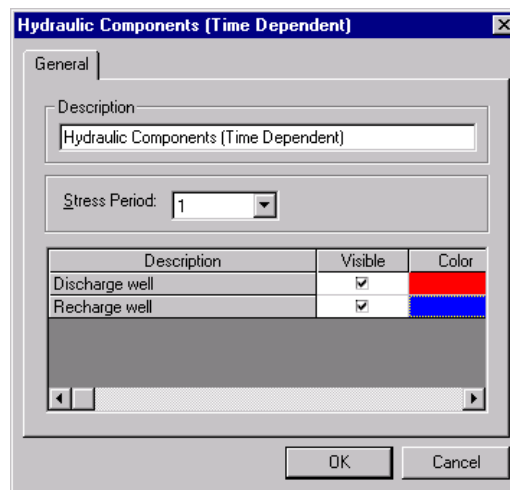 Hydraulic Components (Time Dependent)
General
Description
Hydraulic Components (Time Dependent)
Stress Period: 1
Description Visible Color
Discharge well
Recharge well
OK Cancel